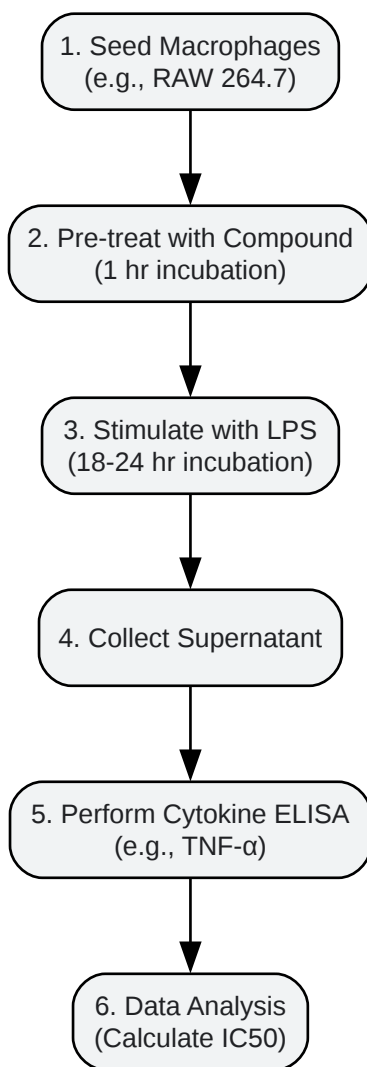 1. Seed Macrophages
(e.g., RAW 264.7)
2. Pre-treat with Compound
(1 hr incubation)
3. Stimulate with LPS
(18-24 hr incubation)
4. Collect Supernatant
5. Perform Cytokine ELISA
(e.g., TNF-α)
6. Data Analysis
(Calculate IC50)